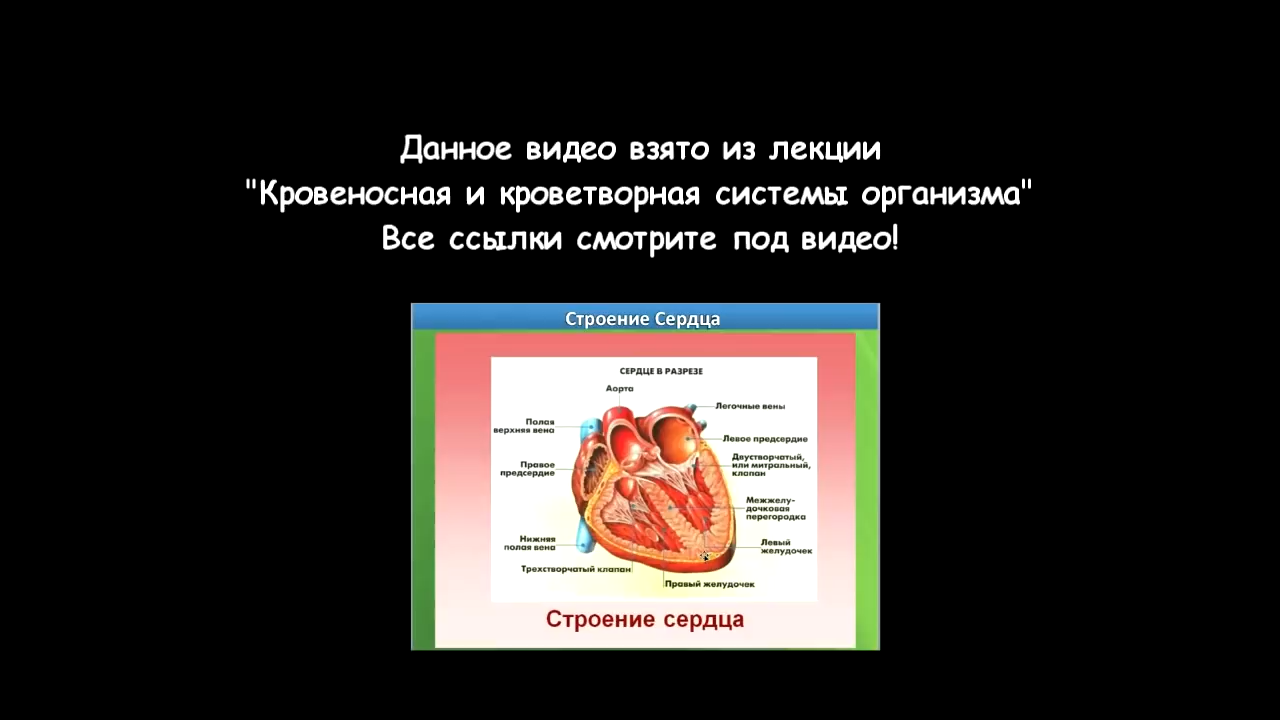 Данное видео взято из лекции
"Кровеносная и кроветворная системы организма"
Все ссылки смотрите под видео!
Строение Сердца
СЕРДЦЕ В РАЗРЕЗЕ
Аорта
Легочные вены
Полая
верхняя вена
Левое предсердие
Двустворчатый,
или митральный,
клапан
Правое
предсердие
Межжелу-
дочковая
перегородка
Нижняя
полая вена
Левый
желудочек
Трехстворчатый клапан
Правый желудочек
Строение сердца